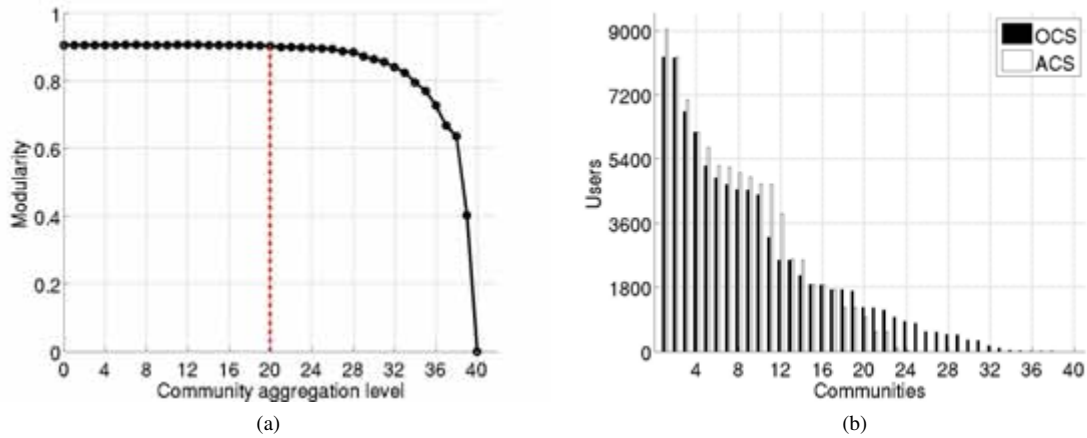 1
0.8
0.6
0.4
0.2
0
Modularity
0 4 8 12 16 20 24 28 32 36 40
Community aggregation level
(a)
9000
7200
5400
3600
1800
0
Users
OCS
ACS
4 8 12 16 20 24 28 32 36 40
Communities
(b)